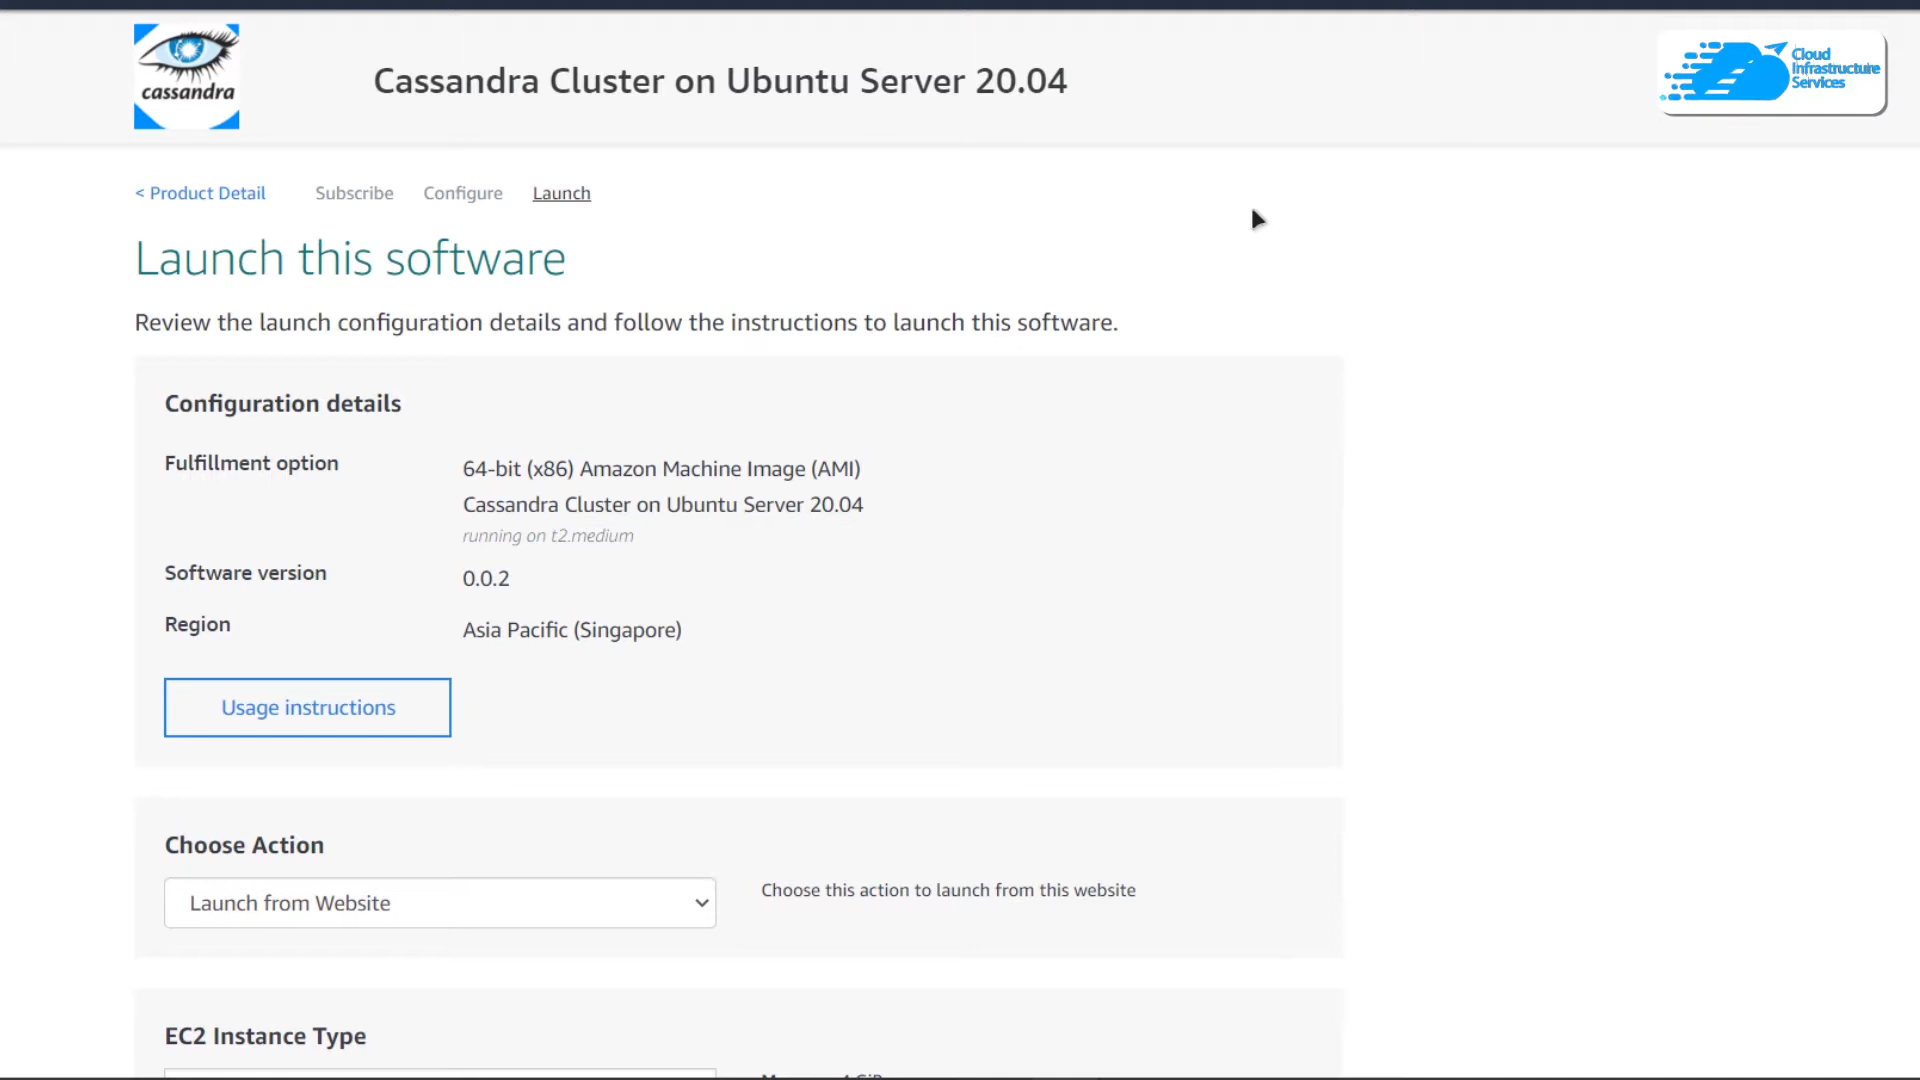 cassandra
Cassandra Cluster on Ubuntu Server 20.04
Cloud
Infrastructure
Services
< Product Detail Subscribe Configure Launch
Launch this software
Review the launch configuration details and follow the instructions to launch this software.
Configuration details
Fulfillment option
64-bit (x86) Amazon Machine Image (AMI)
Cassandra Cluster on Ubuntu Server 20.04
running on t2.medium
Software version
0.0.2
Region
Asia Pacific (Singapore)
Usage instructions
Choose Action
Launch from Website
Choose this action to launch from this website
EC2 Instance Type